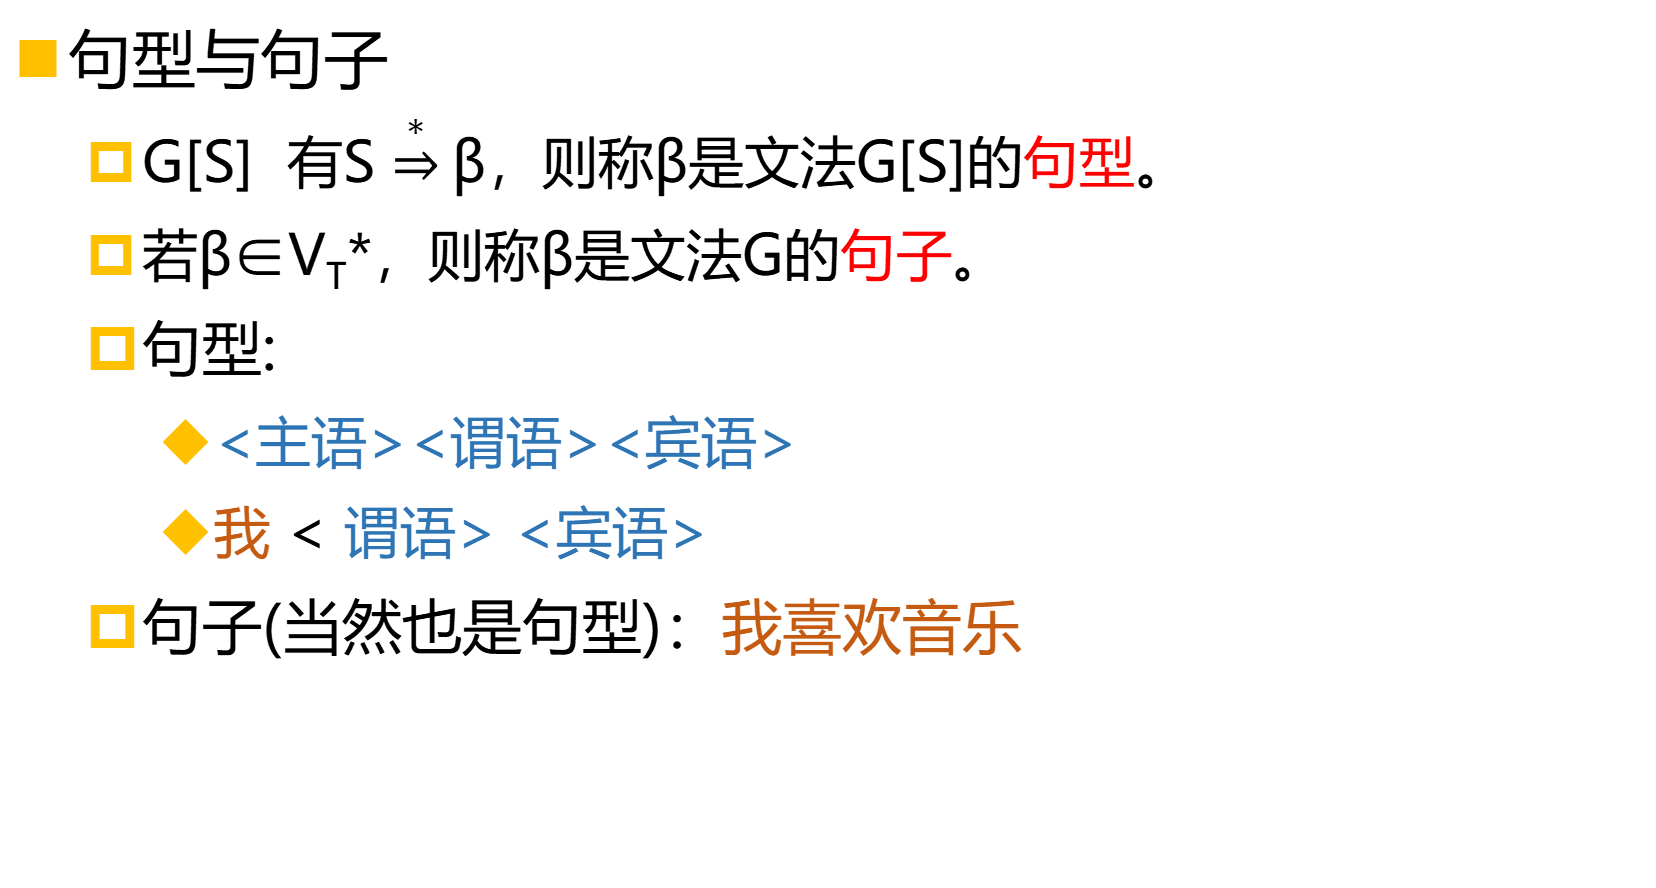 句型与句子
G[S] 有S ⇒* β，则称β是文法G[S]的句型。
若β∈V_T*，则称β是文法G的句子。
句型:
<主语><谓语><宾语>
我 < 谓语> <宾语>
句子(当然也是句型)：我喜欢音乐